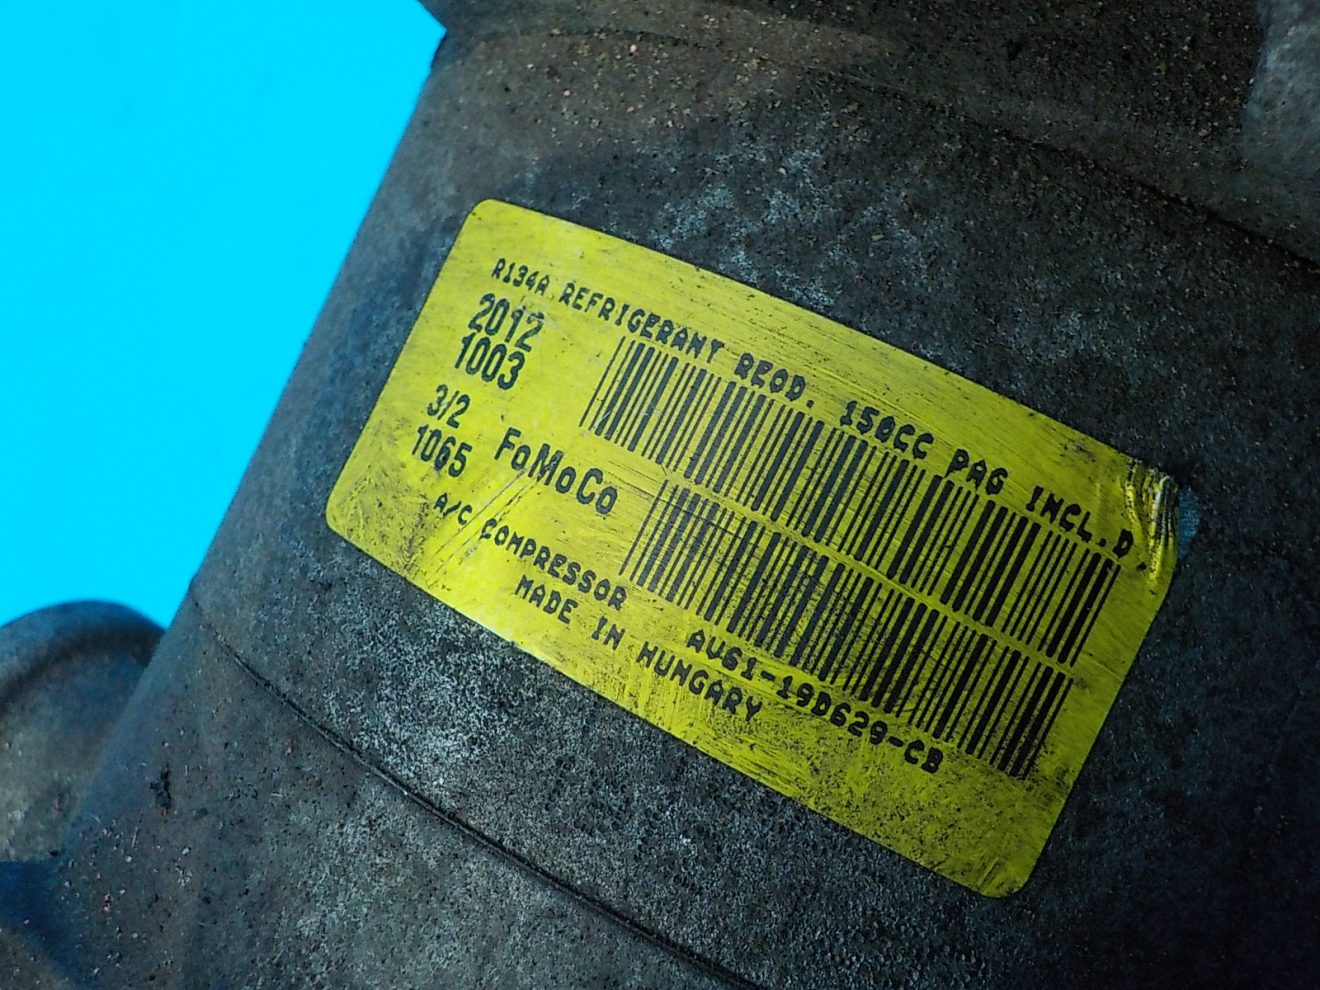 R134A REFRIGERANT REQD. 150CC PAG INCL.D
2012
1003
3/2
1065
FoMoCo
A/C COMPRESSOR AV61-19D629-CB
MADE IN HUNGARY